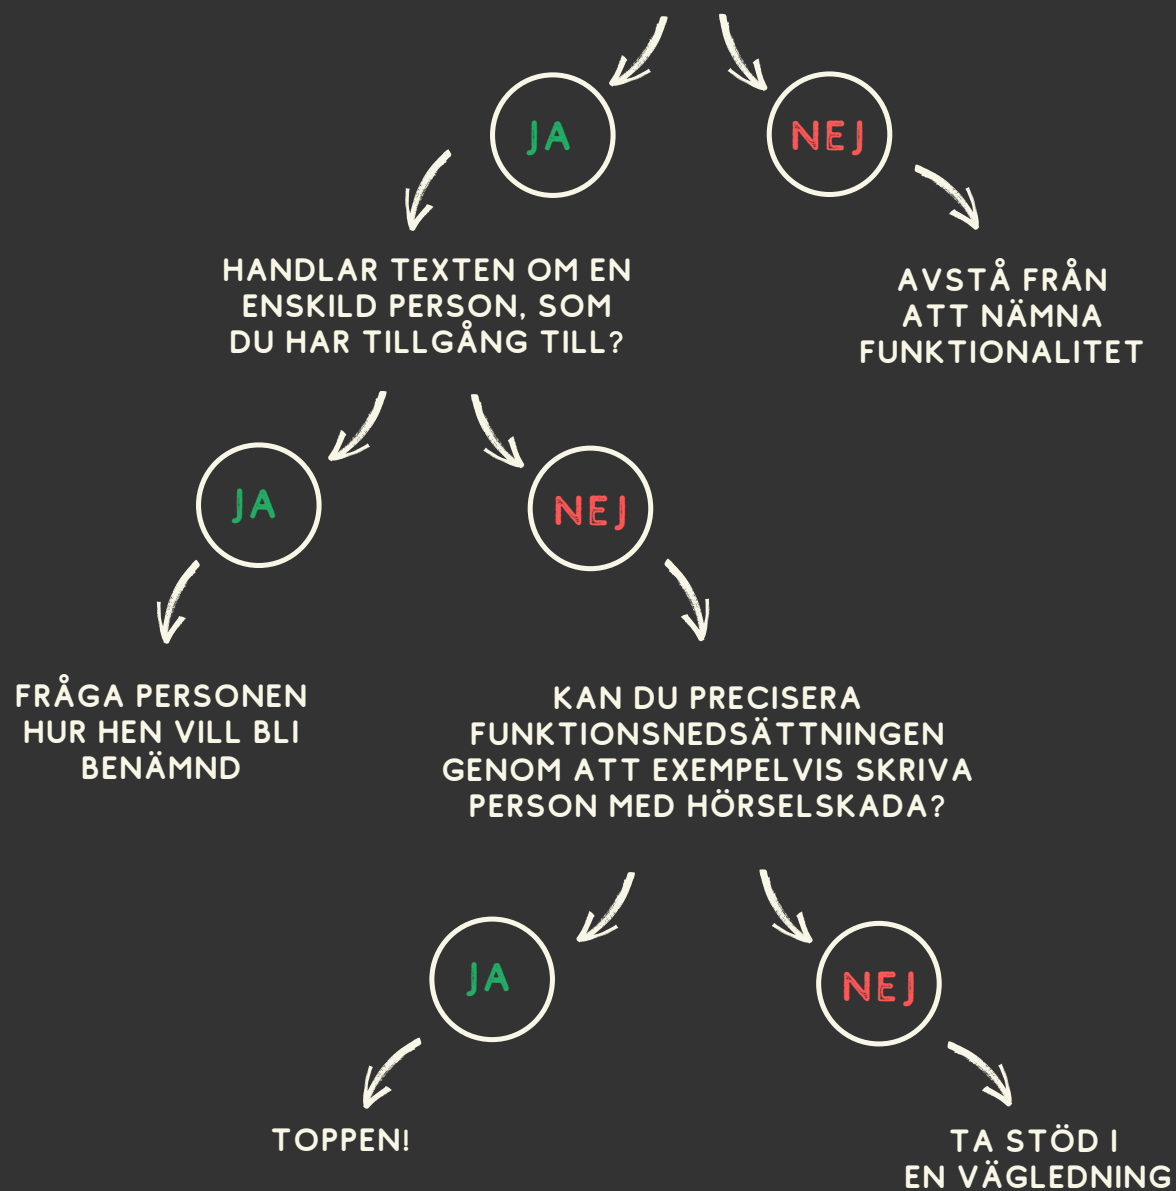 JA
NEJ
HANDLAR TEXTEN OM EN
ENSKILD PERSON, SOM
DU HAR TILLGÅNG TILL?
AVSTÅ FRÅN
ATT NÄMNA
FUNKTIONALITET
JA
NEJ
FRÅGA PERSONEN
HUR HEN VILL BLI
BENÄMND
KAN DU PRECISERA
FUNKTIONSNEDSÄTTNINGEN
GENOM ATT EXEMPELVIS SKRIVA
PERSON MED HÖRSELSKADA?
JA
NEJ
TOPPEN!
TA STÖD I
EN VÄGLEDNING